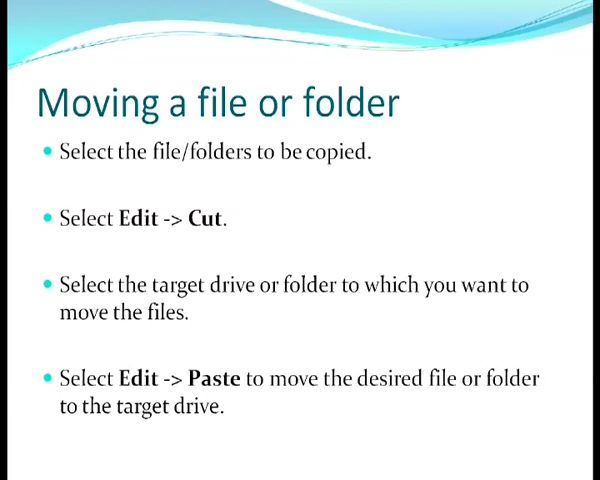 Moving a file or folder
• Select the file/folders to be copied.
• Select Edit -> Cut.
• Select the target drive or folder to which you want to
move the files.
• Select Edit -> Paste to move the desired file or folder
to the target drive.